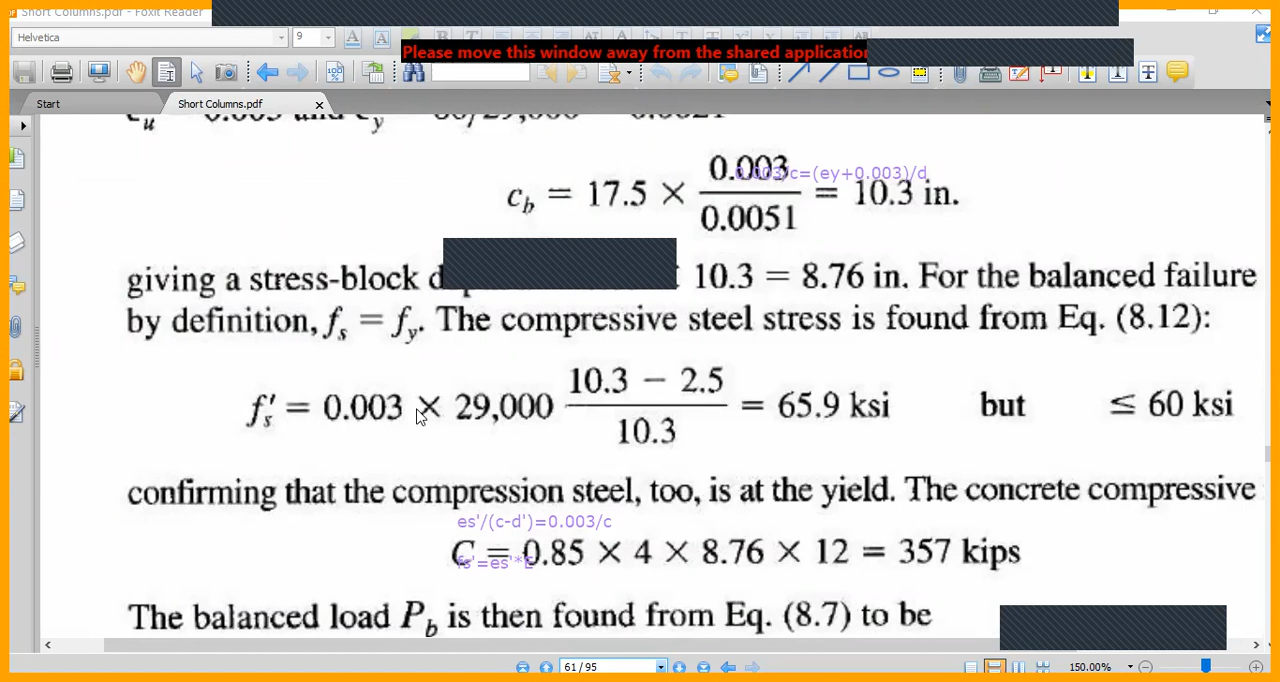 Short Columns.pdf - Foxit Reader
Helvetica 9
Please move this window away from the shared application
Start Short Columns.pdf
0.003/c=(ey+0.003)/d
c_b = 17.5 × 0.003/0.0051 = 10.3 in.
giving a stress-block 10.3 = 8.76 in. For the balanced failure
by definition, f_s = f_y. The compressive steel stress is found from Eq. (8.12):
f_s′ = 0.003 × 29,000 (10.3 − 2.5)/10.3 = 65.9 ksi but ≤ 60 ksi
confirming that the compression steel, too, is at the yield. The concrete compressive
es'/(c-d')=0.003/c
C = 0.85 × 4 × 8.76 × 12 = 357 kips
fs'=es'*E
The balanced load P_b is then found from Eq. (8.7) to be
61 / 95 150.00%